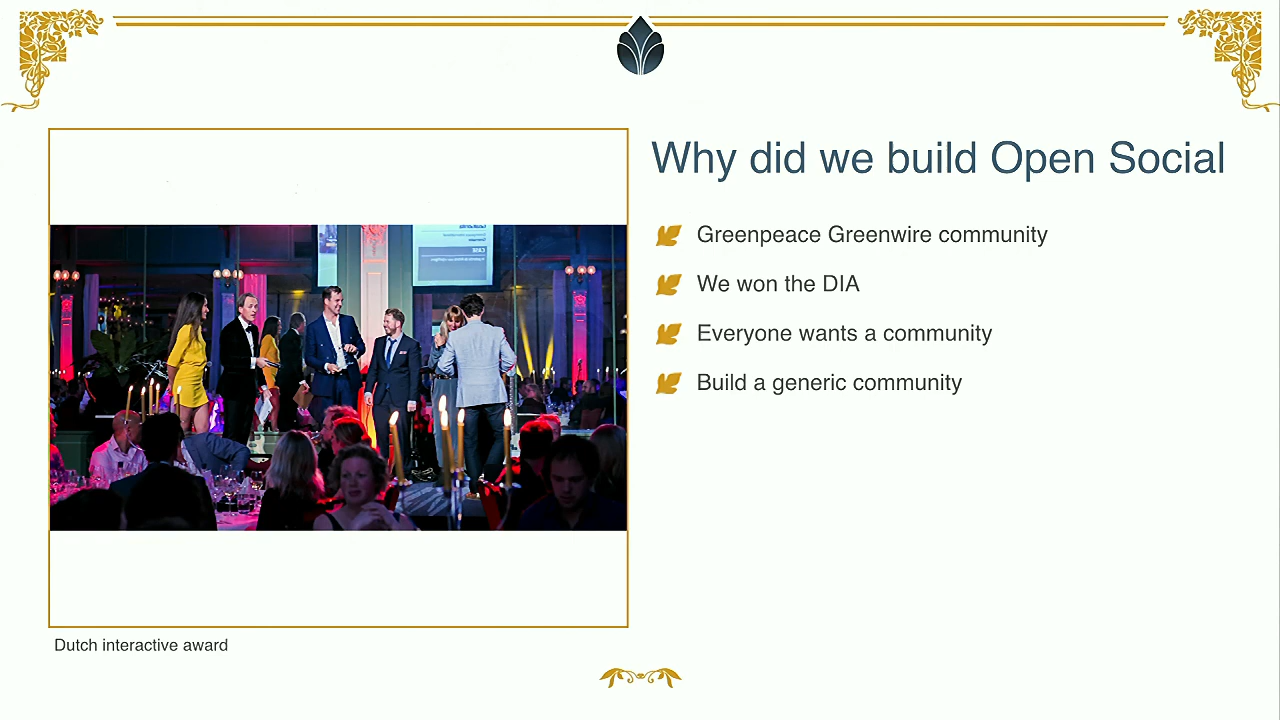 Why did we build Open Social
Greenpeace Greenwire community
We won the DIA
Everyone wants a community
Build a generic community
Dutch interactive award